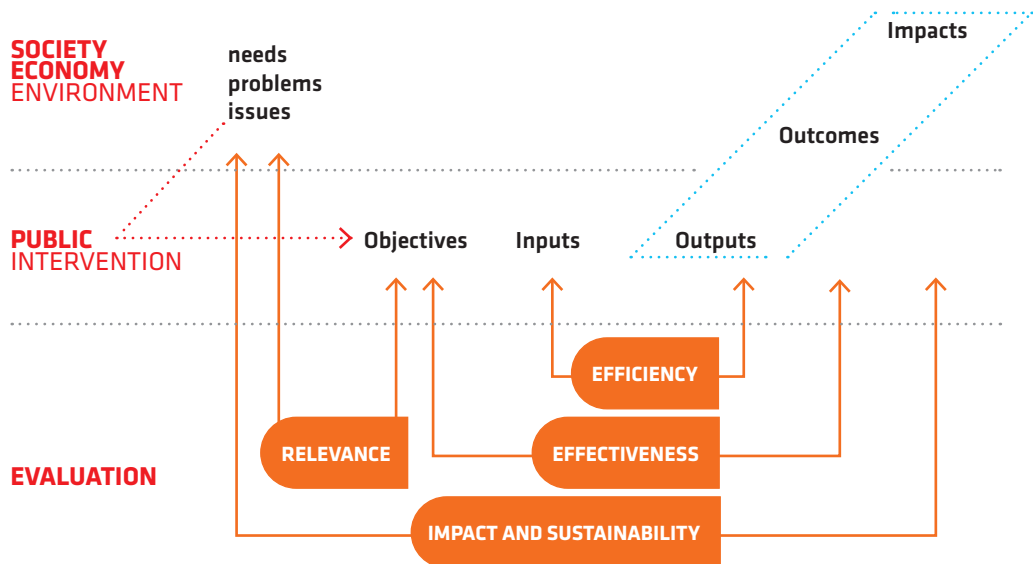 Impacts
SOCIETY
ECONOMY
ENVIRONMENT
needs
problems
issues
Outcomes
PUBLIC
INTERVENTION
Objectives
Inputs
Outputs
EFFICIENCY
RELEVANCE
EFFECTIVENESS
EVALUATION
IMPACT AND SUSTAINABILITY